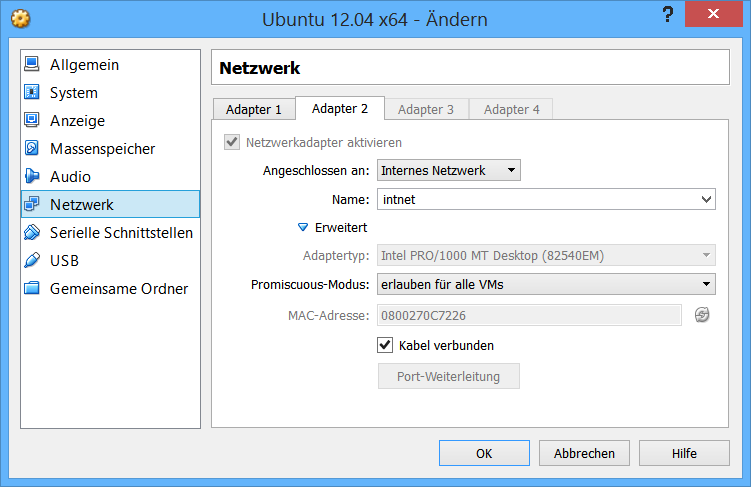 Ubuntu 12.04 x64 - Ändern
?
Allgemein
System
Anzeige
Massenspeicher
Audio
Netzwerk
Serielle Schnittstellen
USB
Gemeinsame Ordner
Netzwerk
Adapter 1 Adapter 2 Adapter 3 Adapter 4
Netzwerkadapter aktivieren
Angeschlossen an: Internes Netzwerk
Name: intnet
Erweitert
Adaptertyp: Intel PRO/1000 MT Desktop (82540EM)
Promiscuous-Modus: erlauben für alle VMs
MAC-Adresse: 0800270C7226
Kabel verbunden
Port-Weiterleitung
OK Abbrechen Hilfe